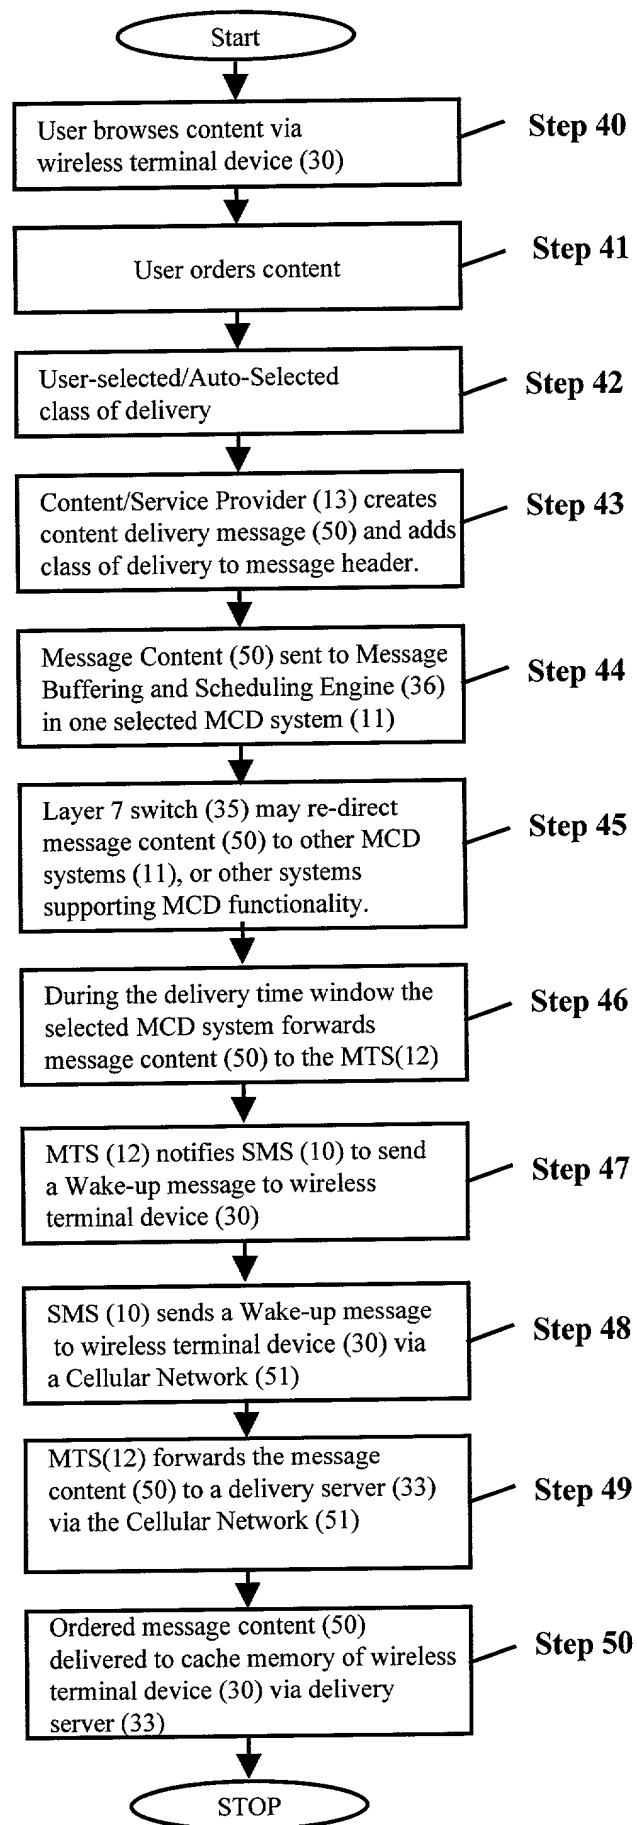 Start
User browses content via
wireless terminal device (30)
Step 40
User orders content
Step 41
User-selected/Auto-Selected
class of delivery
Step 42
Content/Service Provider (13) creates
content delivery message (50) and adds
class of delivery to message header.
Step 43
Message Content (50) sent to Message
Buffering and Scheduling Engine (36)
in one selected MCD system (11)
Step 44
Layer 7 switch (35) may re-direct
message content (50) to other MCD
systems (11), or other systems
supporting MCD functionality.
Step 45
During the delivery time window the
selected MCD system forwards
message content (50) to the MTS(12)
Step 46
MTS (12) notifies SMS (10) to send
a Wake-up message to wireless
terminal device (30)
Step 47
SMS (10) sends a Wake-up message
to wireless terminal device (30) via
a Cellular Network (51)
Step 48
MTS(12) forwards the message
content (50) to a delivery server (33)
via the Cellular Network (51)
Step 49
Ordered message content (50)
delivered to cache memory of wireless
terminal device (30) via delivery
server (33)
Step 50
STOP